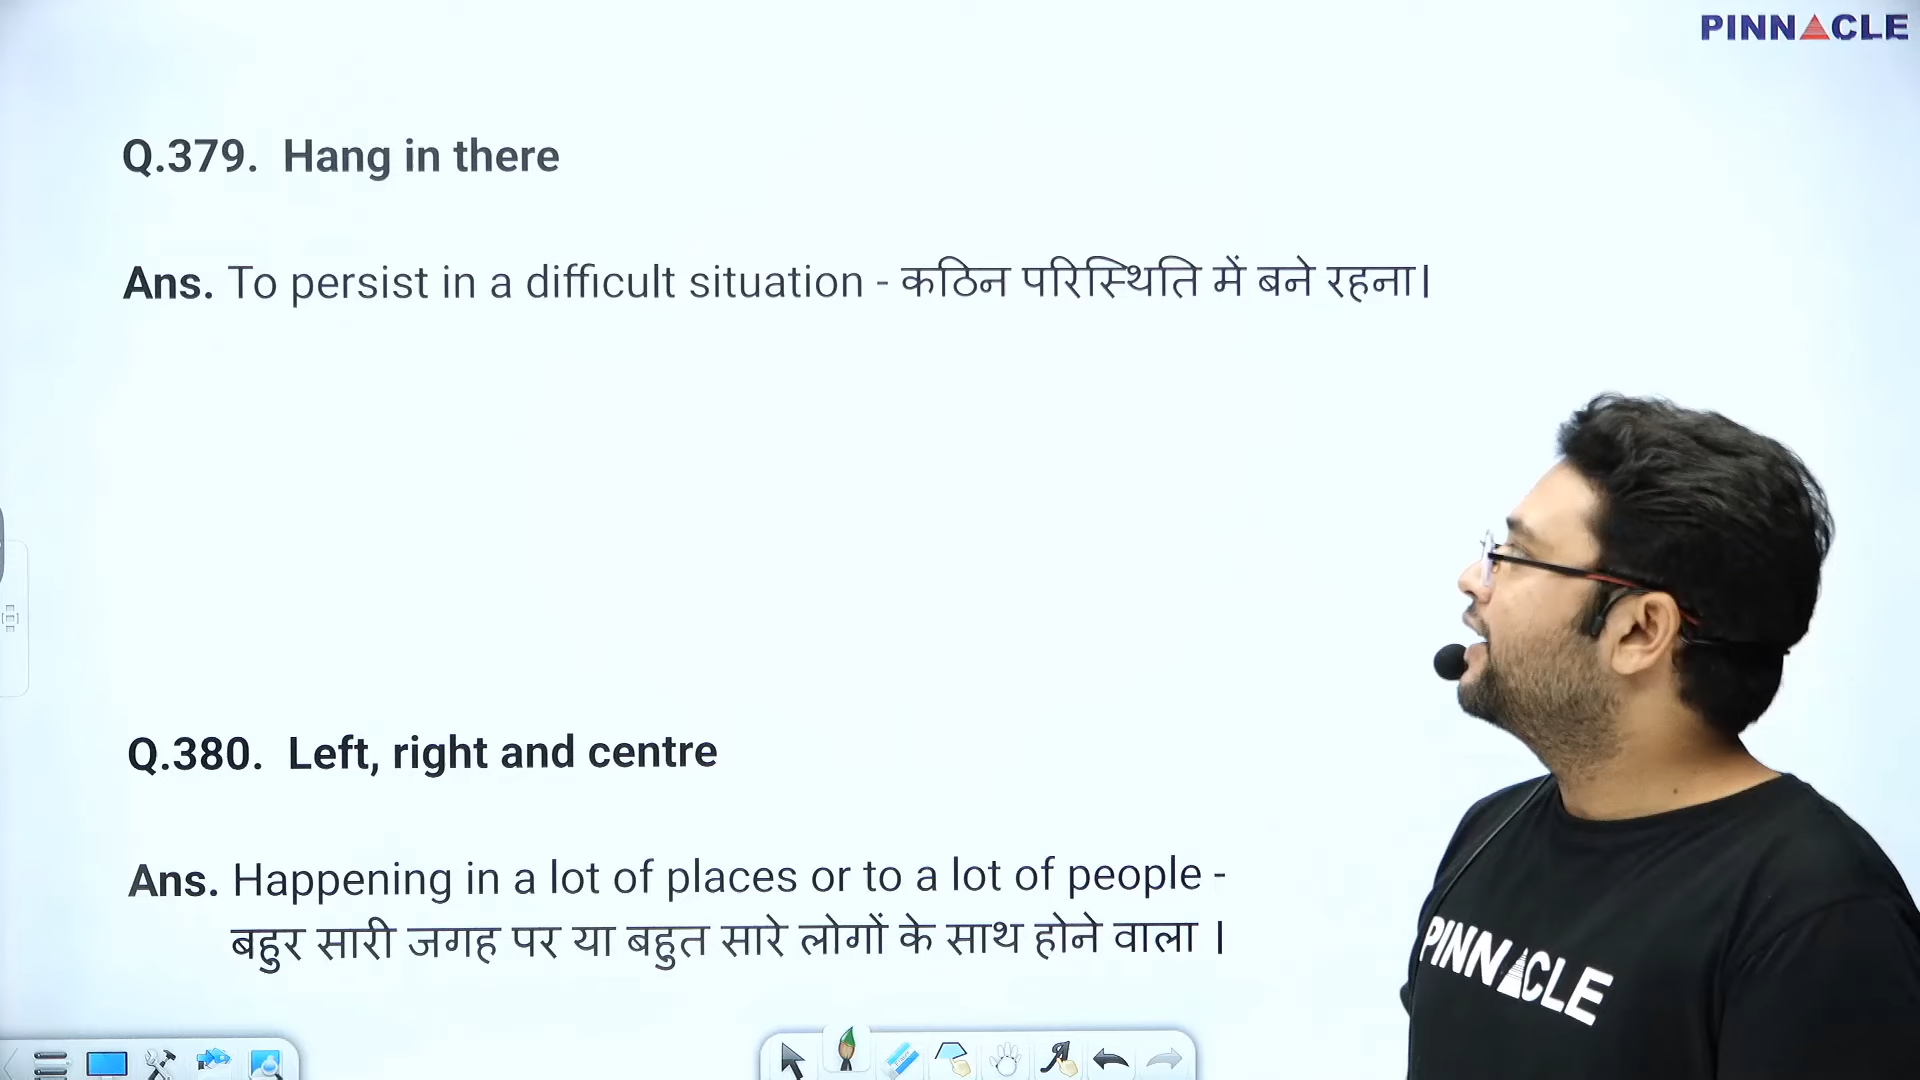 PINNACLE
Q.379. Hang in there
Ans. To persist in a difficult situation - कठिन परिस्थिति में बने रहना।
Q.380. Left, right and centre
Ans. Happening in a lot of places or to a lot of people -
बहुर सारी जगह पर या बहुत सारे लोगों के साथ होने वाला ।
PINNACLE